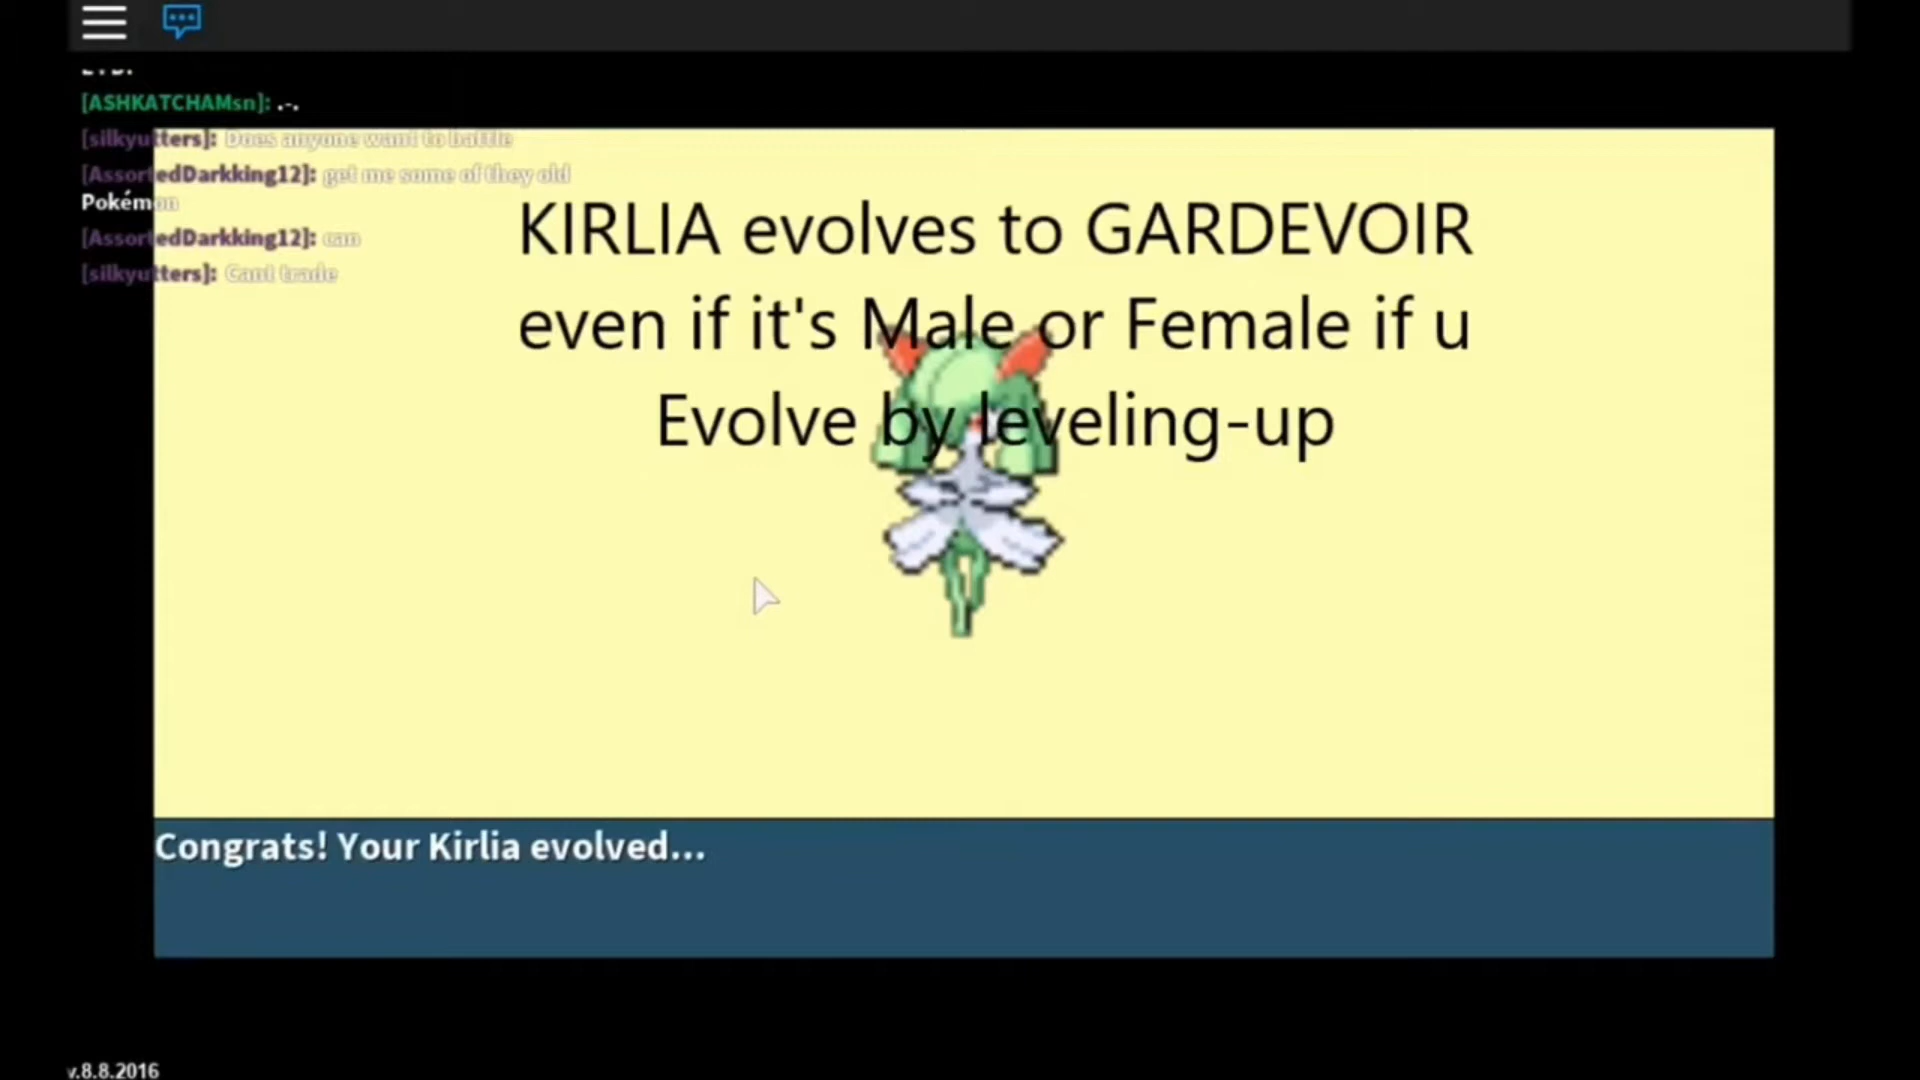 [ASHKATCHAMsn]: .-.
[silkyutters]: Does anyone want to battle
[AssortedDarkking12]: get me some of they old
Pokémon
[AssortedDarkking12]: can
[silkyutters]: Cant trade
KIRLIA evolves to GARDEVOIR
even if it's Male or Female if u
Evolve by leveling-up
Congrats! Your Kirlia evolved...
v.8.8.2016